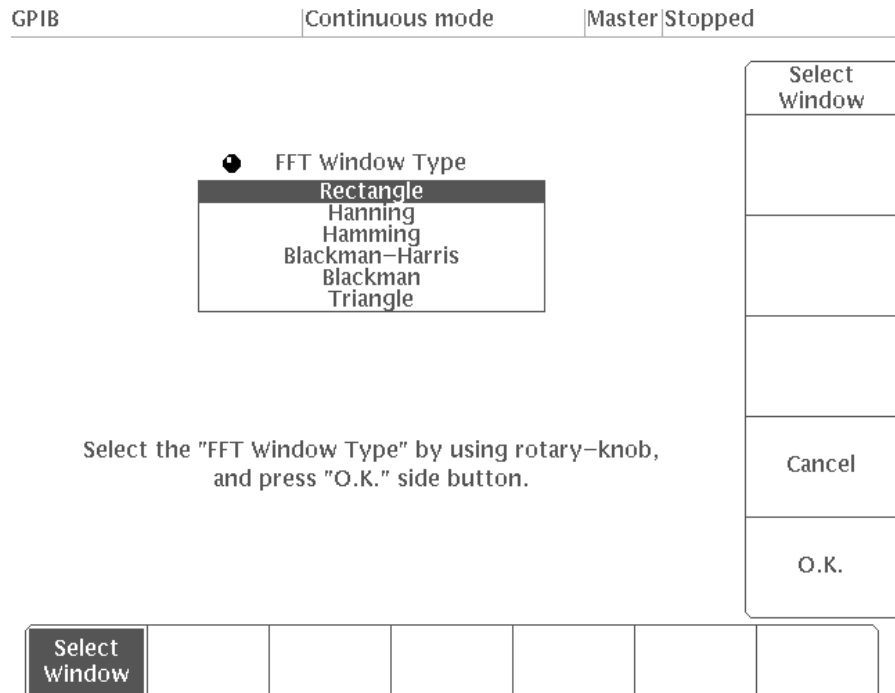 GPIB Continuous mode Master Stopped
Select
Window
FFT Window Type
Rectangle
Hanning
Hamming
Blackman-Harris
Blackman
Triangle
Select the "FFT Window Type" by using rotary-knob,
and press "O.K." side button.
Cancel
O.K.
Select
Window